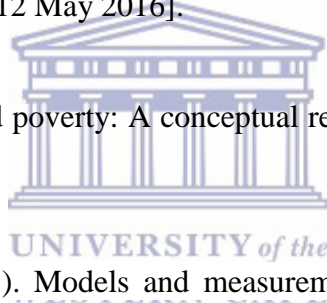 12 May 2016].
poverty: A conceptual re
UNIVERSITY of the
). Models and measurem